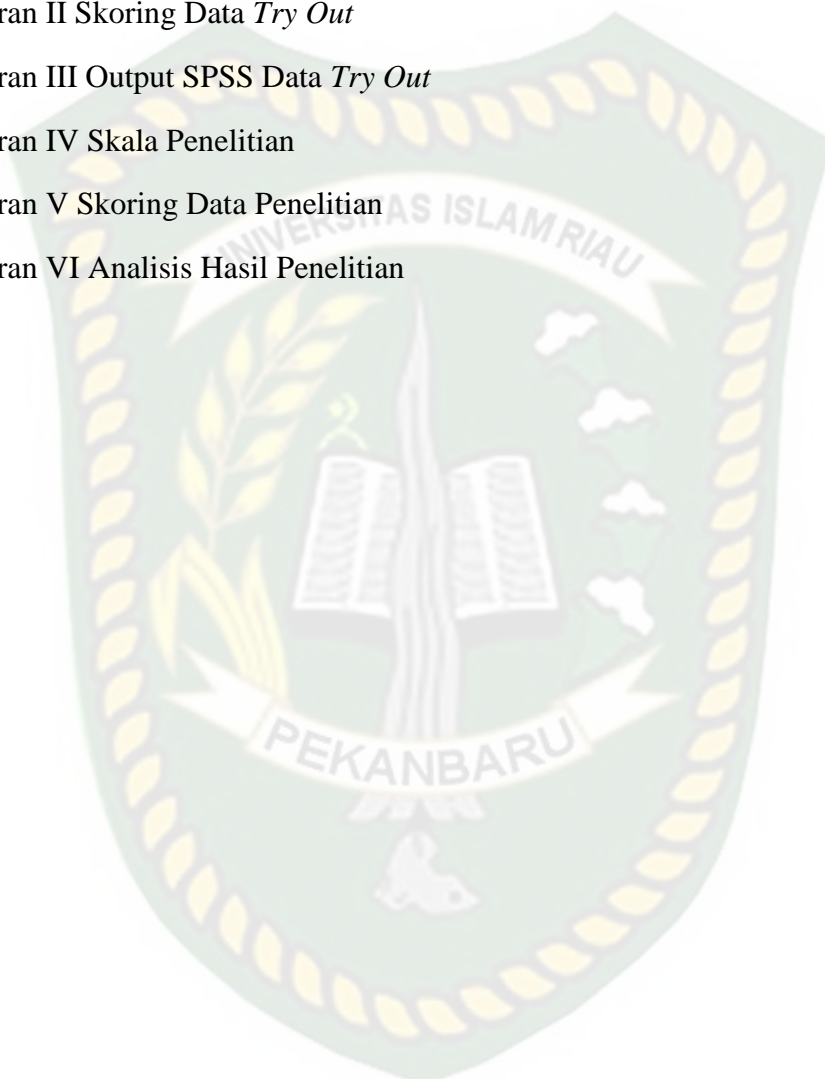 ran II Skoring Data Try Out
ran III Output SPSS Data Try Out
ran IV Skala Penelitian
ran V Skoring Data Penelitian
ran VI Analisis Hasil Penelitian
UNIVERSITAS ISLAM RIAU
PEKANBARU